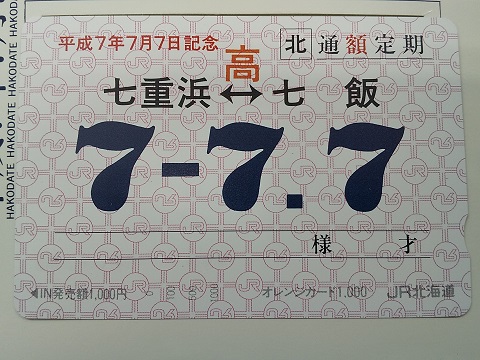 平成7年7月7日記念 北 通額定期
高
七重浜↔七 飯
7-7.7
様 才
◀IN発売額1,000円 オレンジカード1,000 JR北海道
HAKODATE HAKODATE HAKODATE HAKODATE